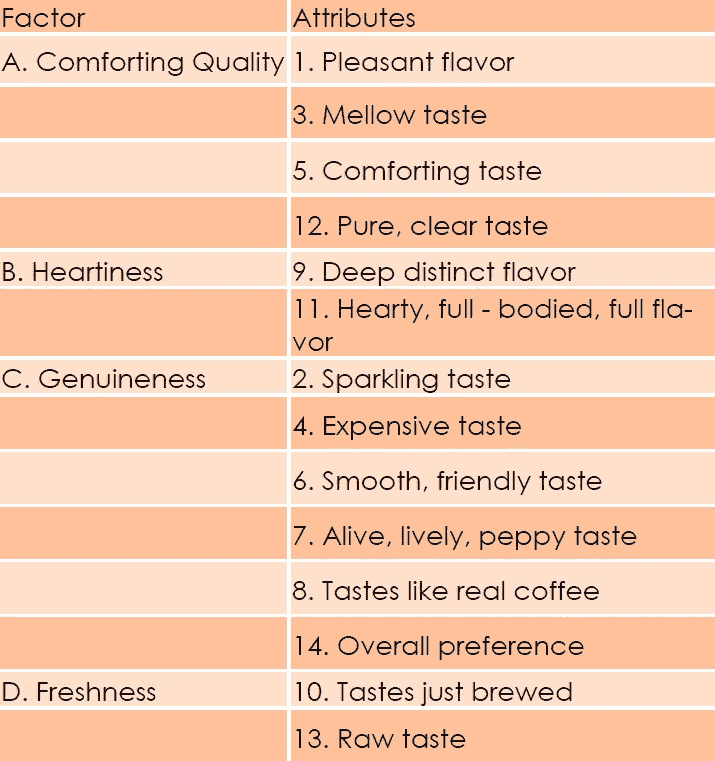 Factor Attributes
A. Comforting Quality 1. Pleasant flavor
3. Mellow taste
5. Comforting taste
12. Pure, clear taste
B. Heartiness 9. Deep distinct flavor
11. Hearty, full - bodied, full fla-
vor
C. Genuineness 2. Sparkling taste
4. Expensive taste
6. Smooth, friendly taste
7. Alive, lively, peppy taste
8. Tastes like real coffee
14. Overall preference
D. Freshness 10. Tastes just brewed
13. Raw taste